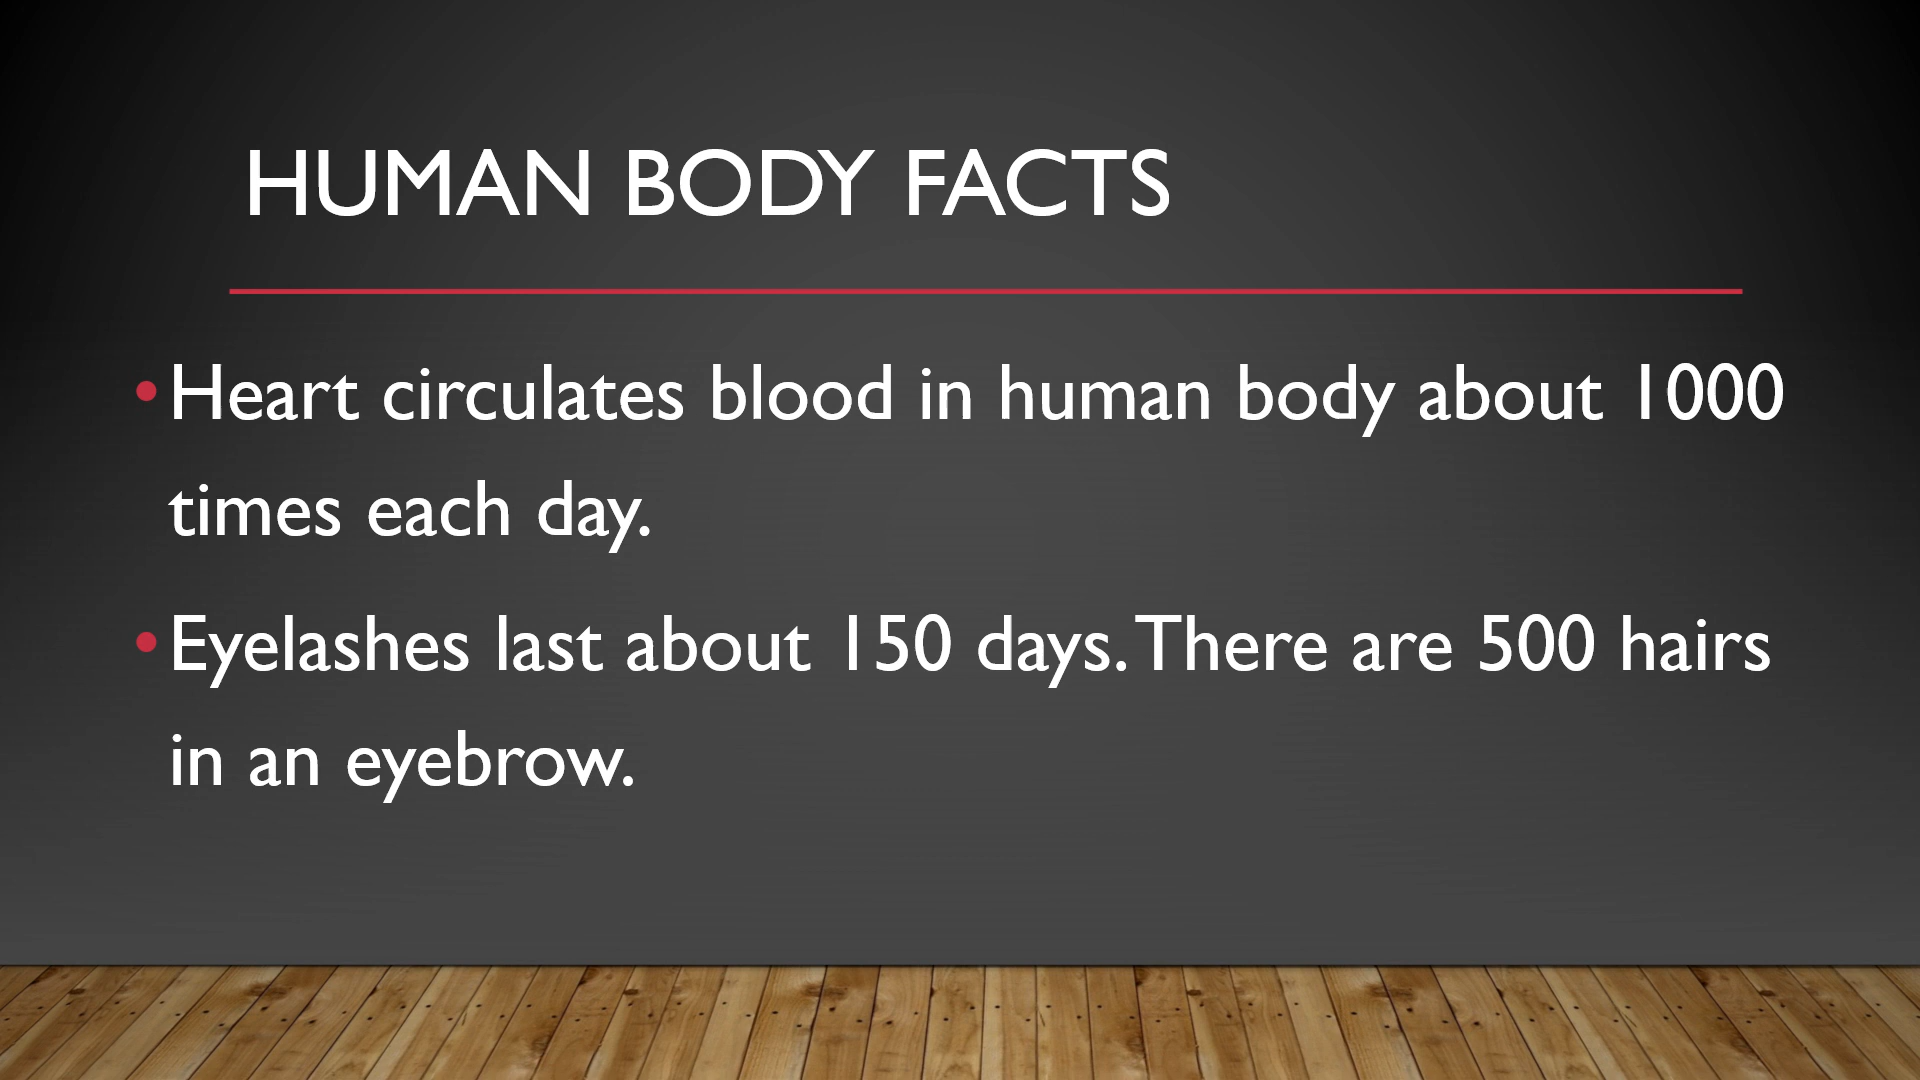 HUMAN BODY FACTS
• Heart circulates blood in human body about 1000
times each day.
• Eyelashes last about 150 days. There are 500 hairs
in an eyebrow.